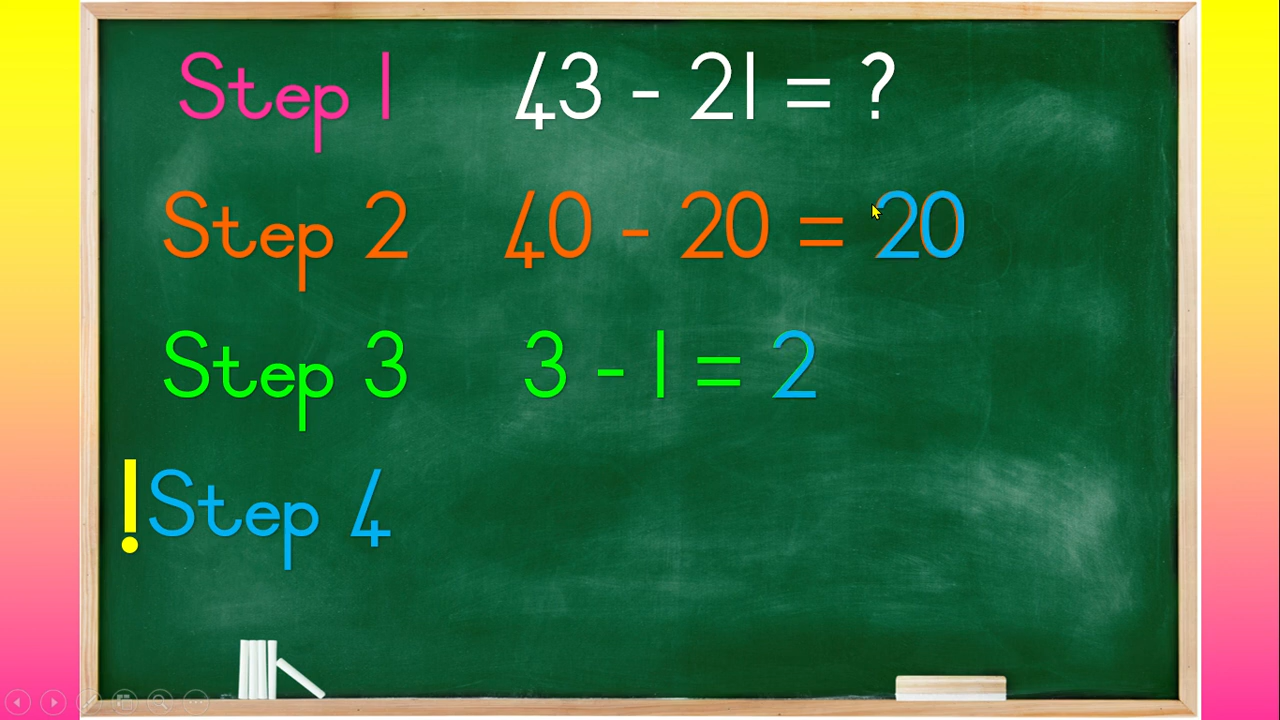 Step 1 43 - 21 = ?
Step 2 40 - 20 = 20
Step 3 3 - 1 = 2
! Step 4